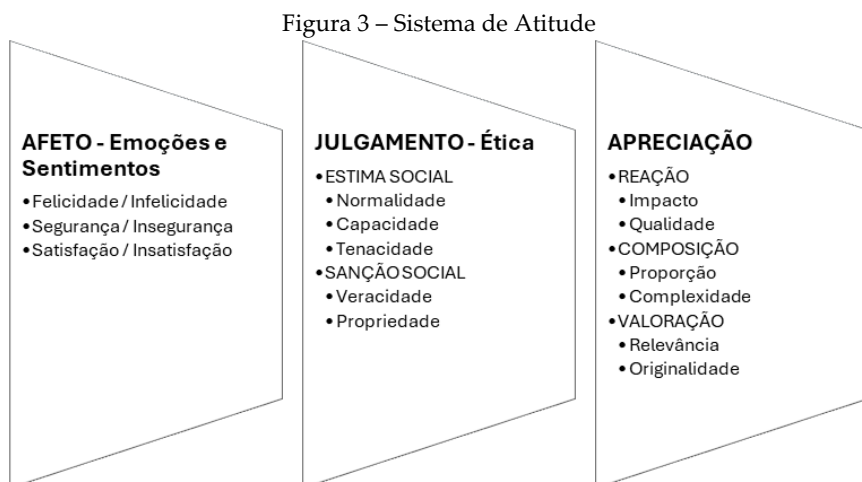 Figura 3 – Sistema de Atitude
AFETO - Emoções e
Sentimentos
•Felicidade / Infelicidade
•Segurança / Insegurança
•Satisfação / Insatisfação
JULGAMENTO - Ética
•ESTIMA SOCIAL
•Normalidade
•Capacidade
•Tenacidade
•SANÇÃO SOCIAL
•Veracidade
•Propriedade
APRECIAÇÃO
•REAÇÃO
•Impacto
•Qualidade
•COMPOSIÇÃO
•Proporção
•Complexidade
•VALORAÇÃO
•Relevância
•Originalidade